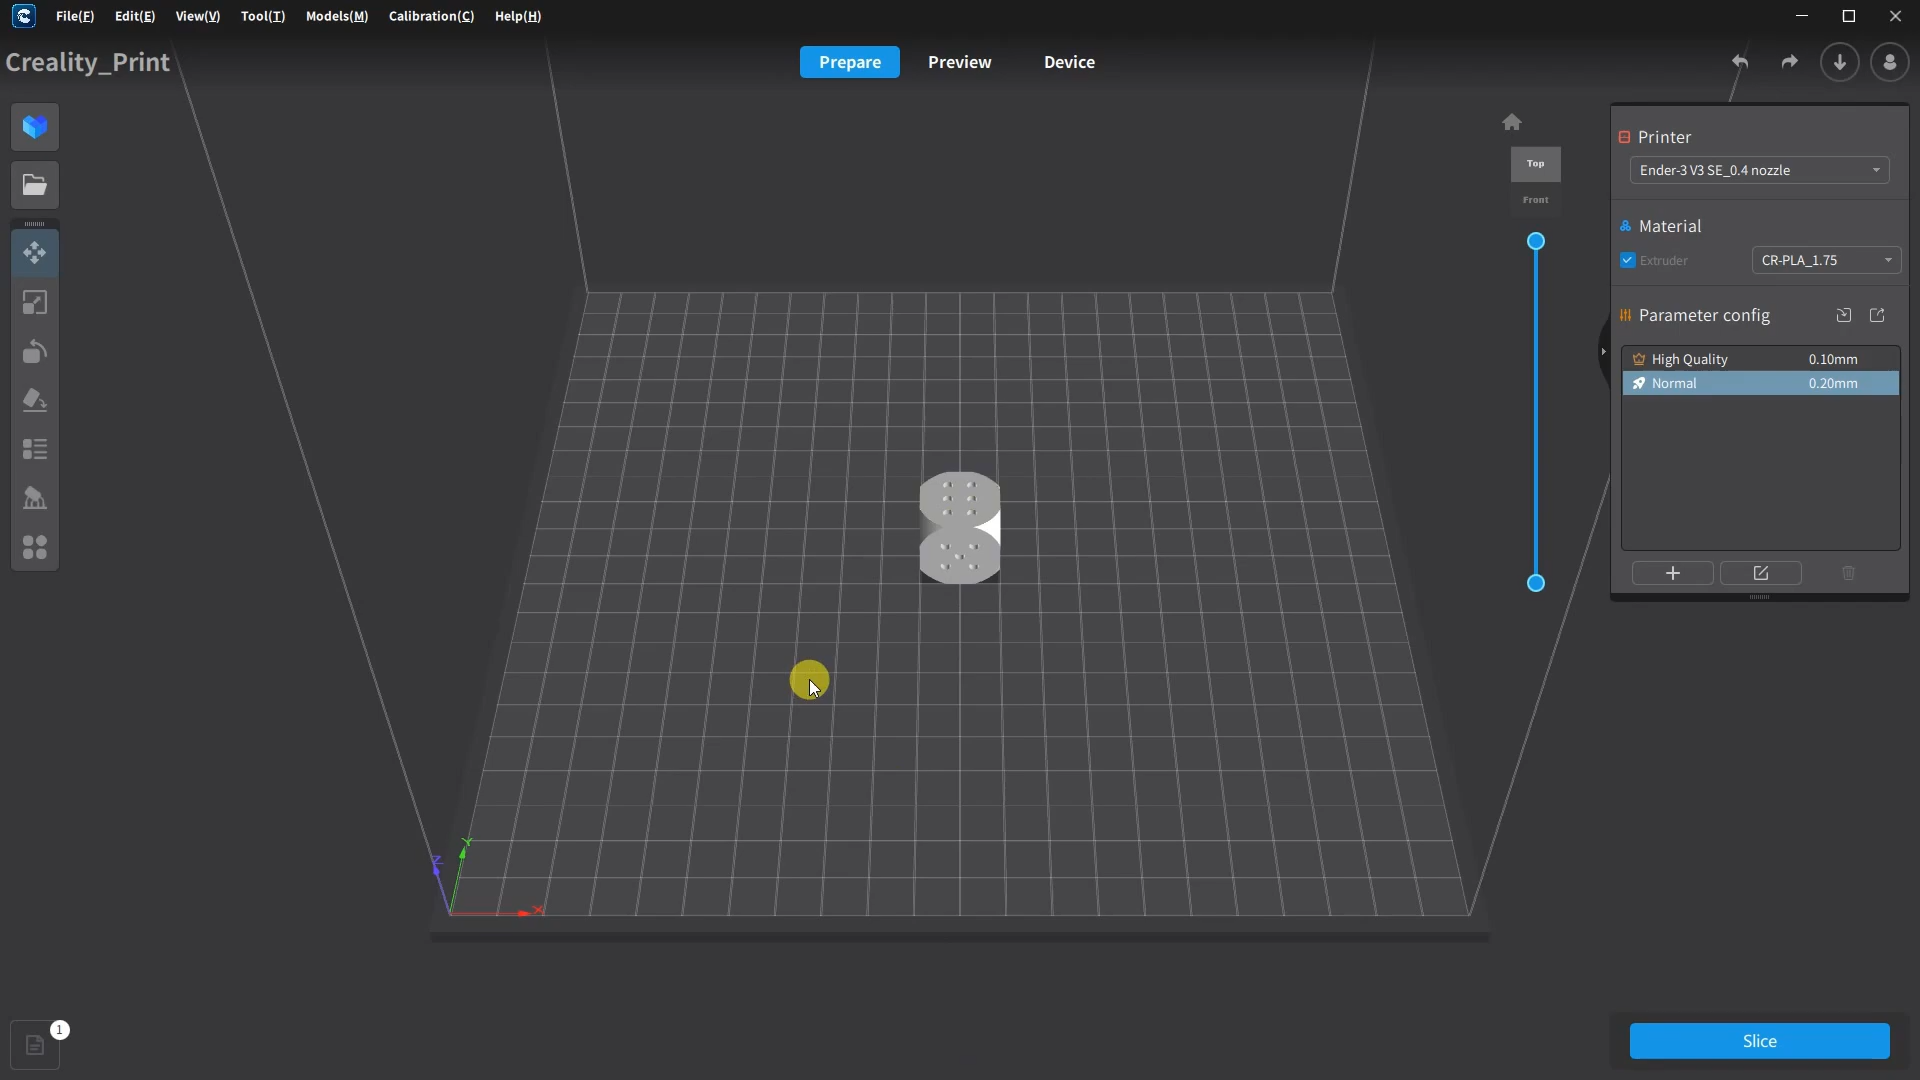 File(F) Edit(E) View(V) Tool(T) Models(M) Calibration(C) Help(H)
Creality_Print
Prepare Preview Device
Top
Front
Printer
Ender-3 V3 SE_0.4 nozzle
Material
Extruder CR-PLA_1.75
Parameter config
High Quality 0.10mm
Normal 0.20mm
Z
Y
X
1
Slice